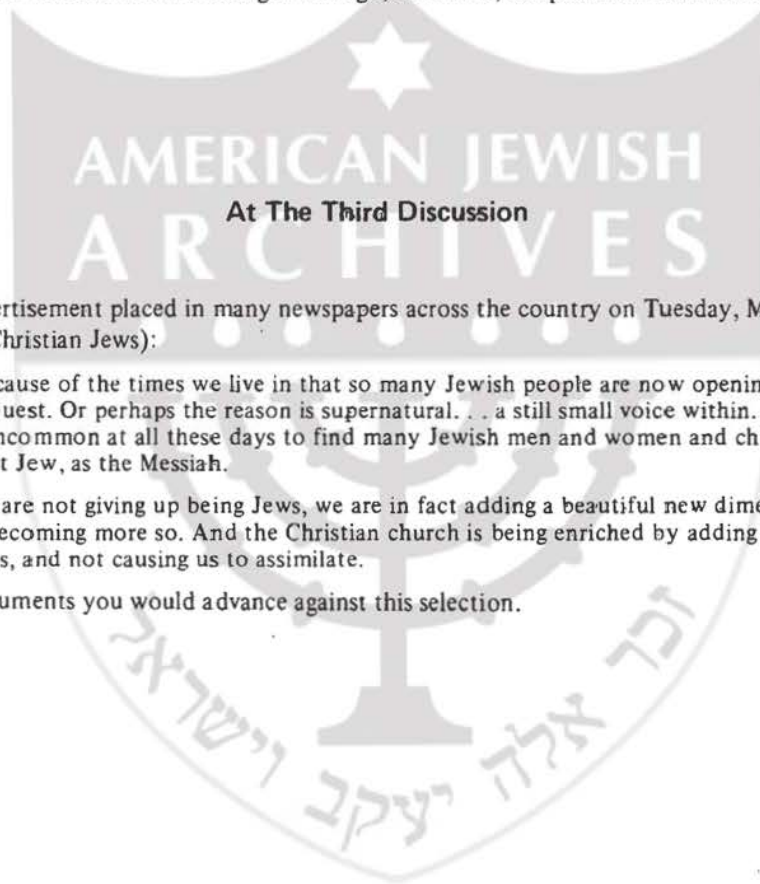 AMERICAN JEWISH
At The Third Discussion
ARCHIVES
ertisement placed in many newspapers across the country on Tuesday, M
Christian Jews):
cause of the times we live in that so many Jewish people are now openin
uest. Or perhaps the reason is supernatural. . . a still small voice within.
ncommon at all these days to find many Jewish men and women and ch
t Jew, as the Messiah.
are not giving up being Jews, we are in fact adding a beautiful new dime
ecoming more so. And the Christian church is being enriched by adding
s, and not causing us to assimilate.
uments you would advance against this selection.
זכר אלה יעקב וישראל